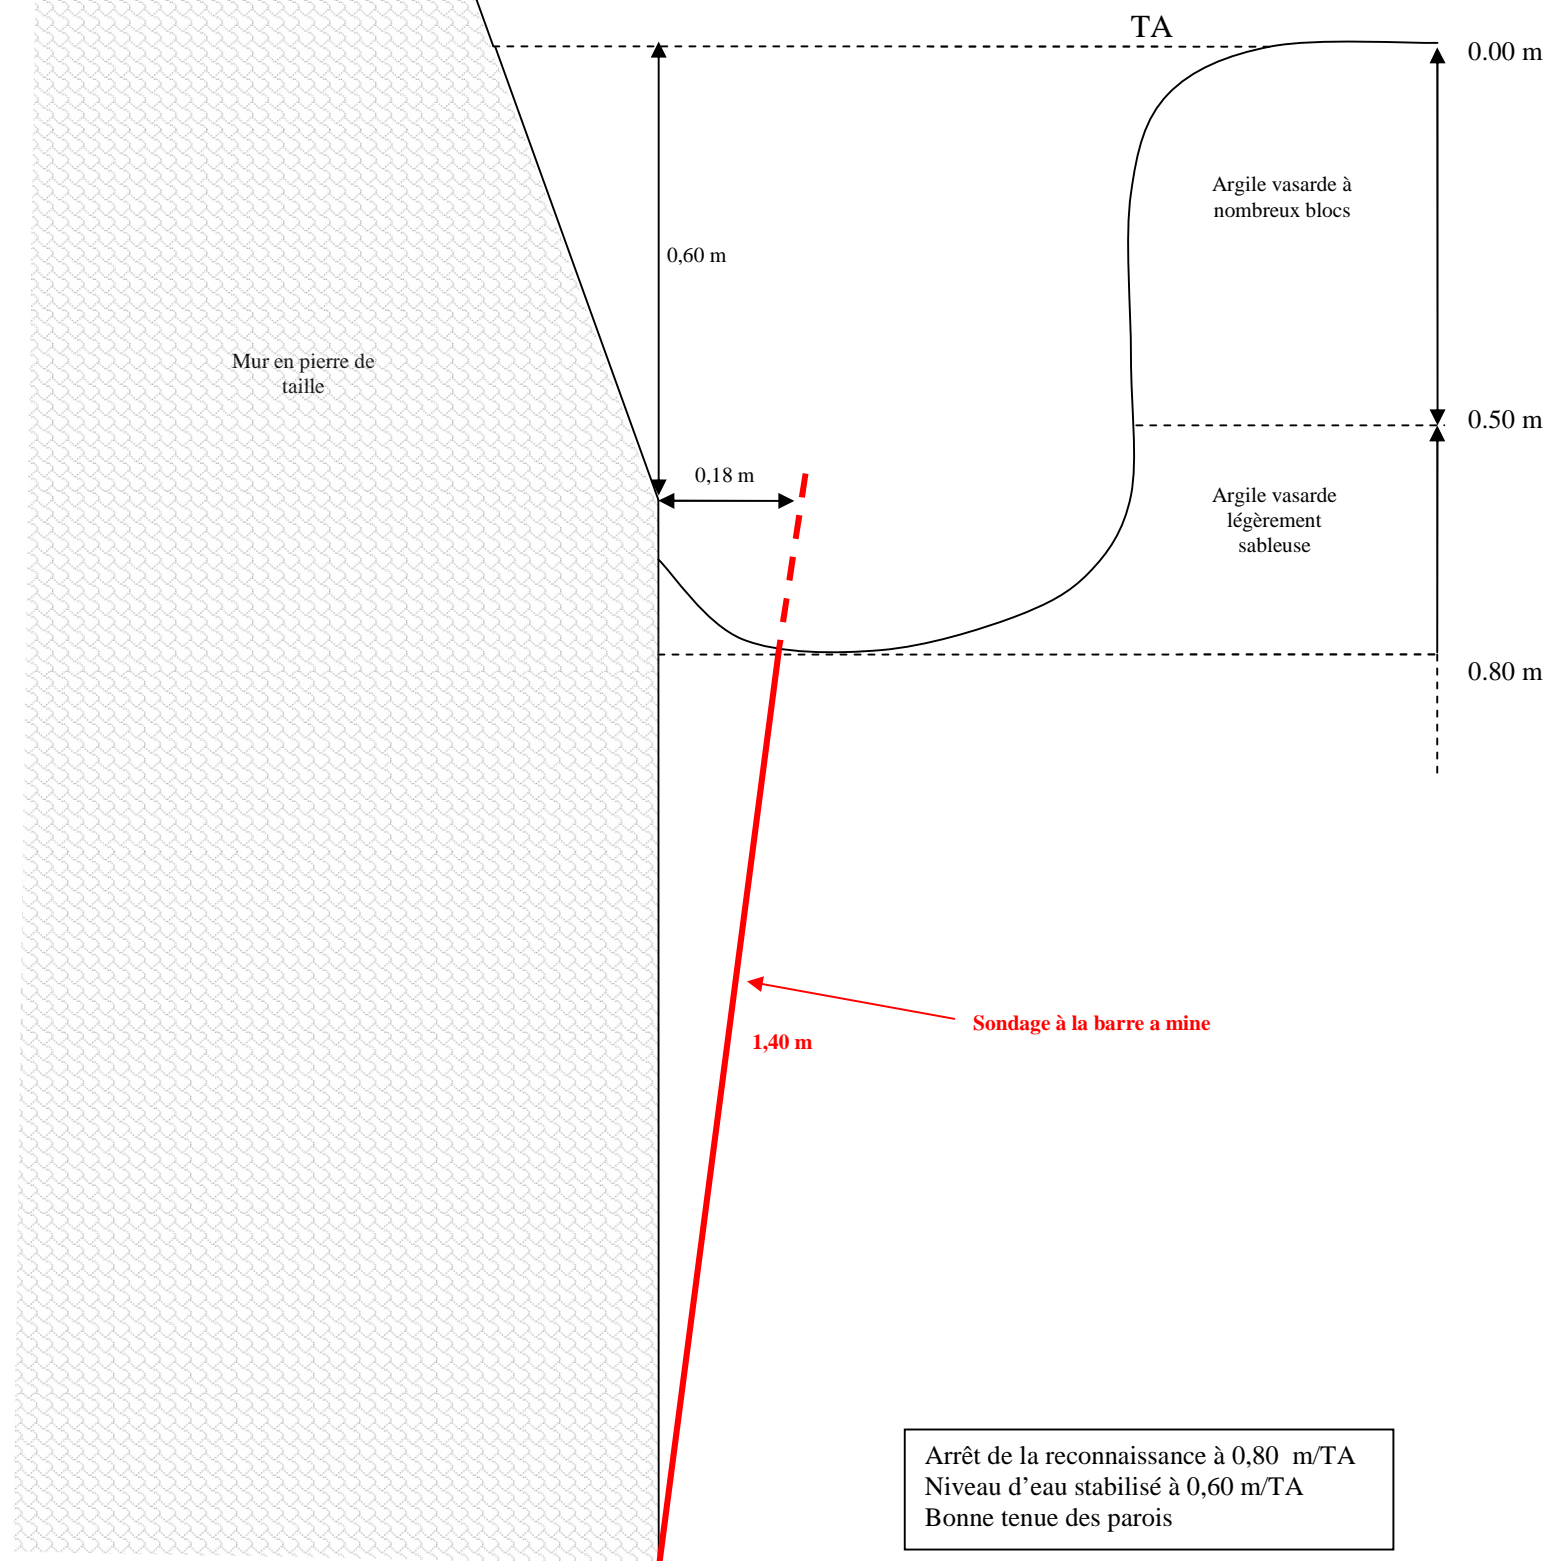 TA
0.00 m
Argile vasarde à
nombreux blocs
0,60 m
Mur en pierre de
taille
0.50 m
0,18 m
Argile vasarde
légèrement
sableuse
0.80 m
Sondage à la barre a mine
1,40 m
Arrêt de la reconnaissance à 0,80 m/TA
Niveau d’eau stabilisé à 0,60 m/TA
Bonne tenue des parois